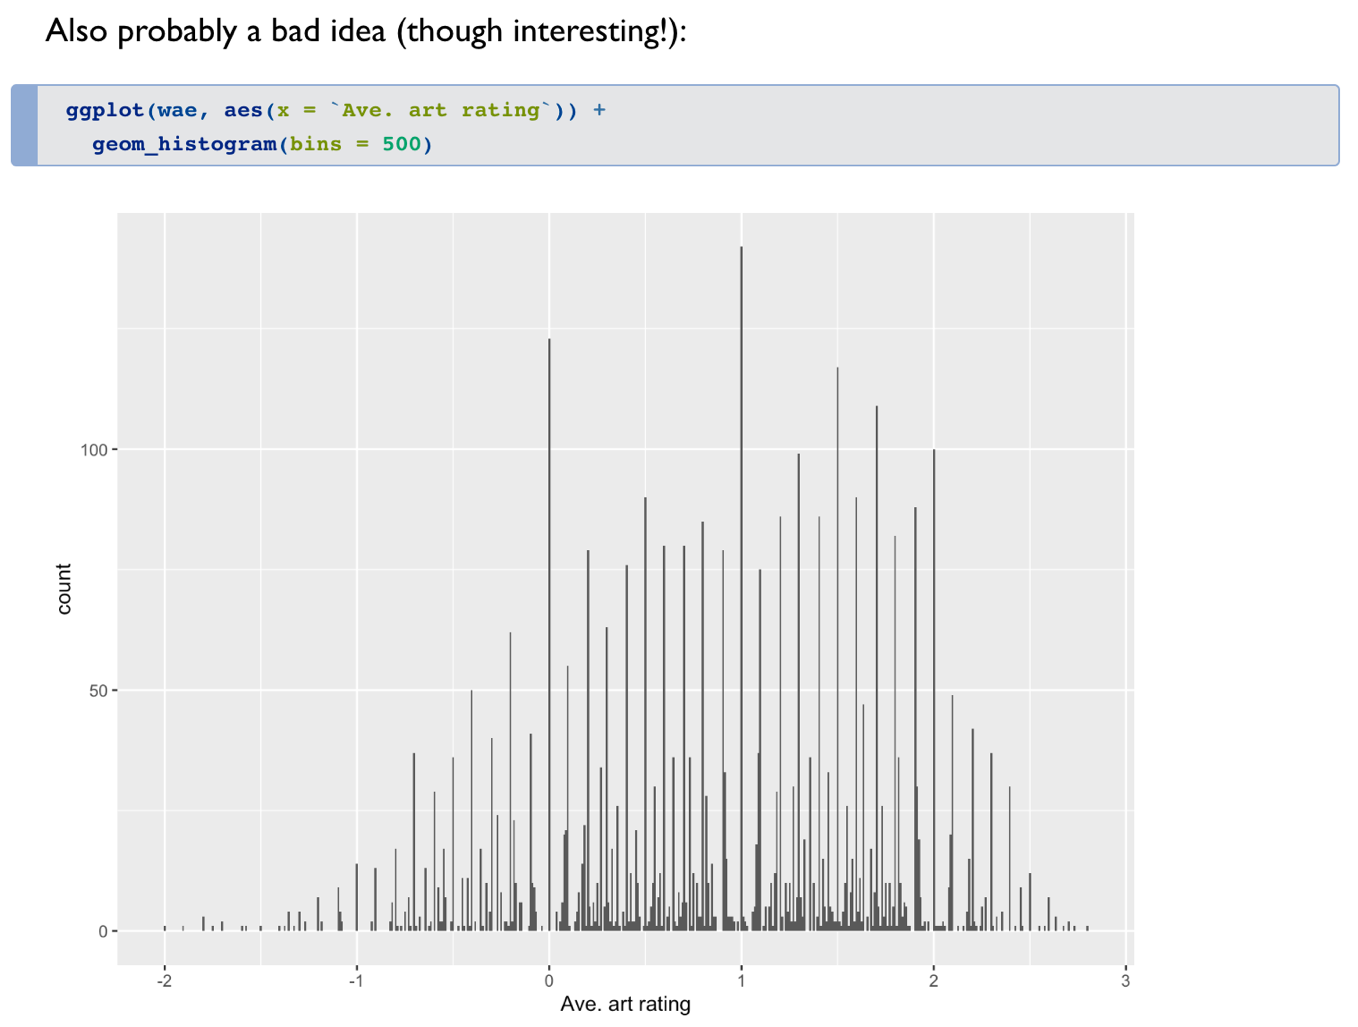 Also probably a bad idea (though interesting!):
ggplot(wae, aes(x = `Ave. art rating`)) +
  geom_histogram(bins = 500)
100
50
0
count
-2 -1 0 1 2 3
Ave. art rating